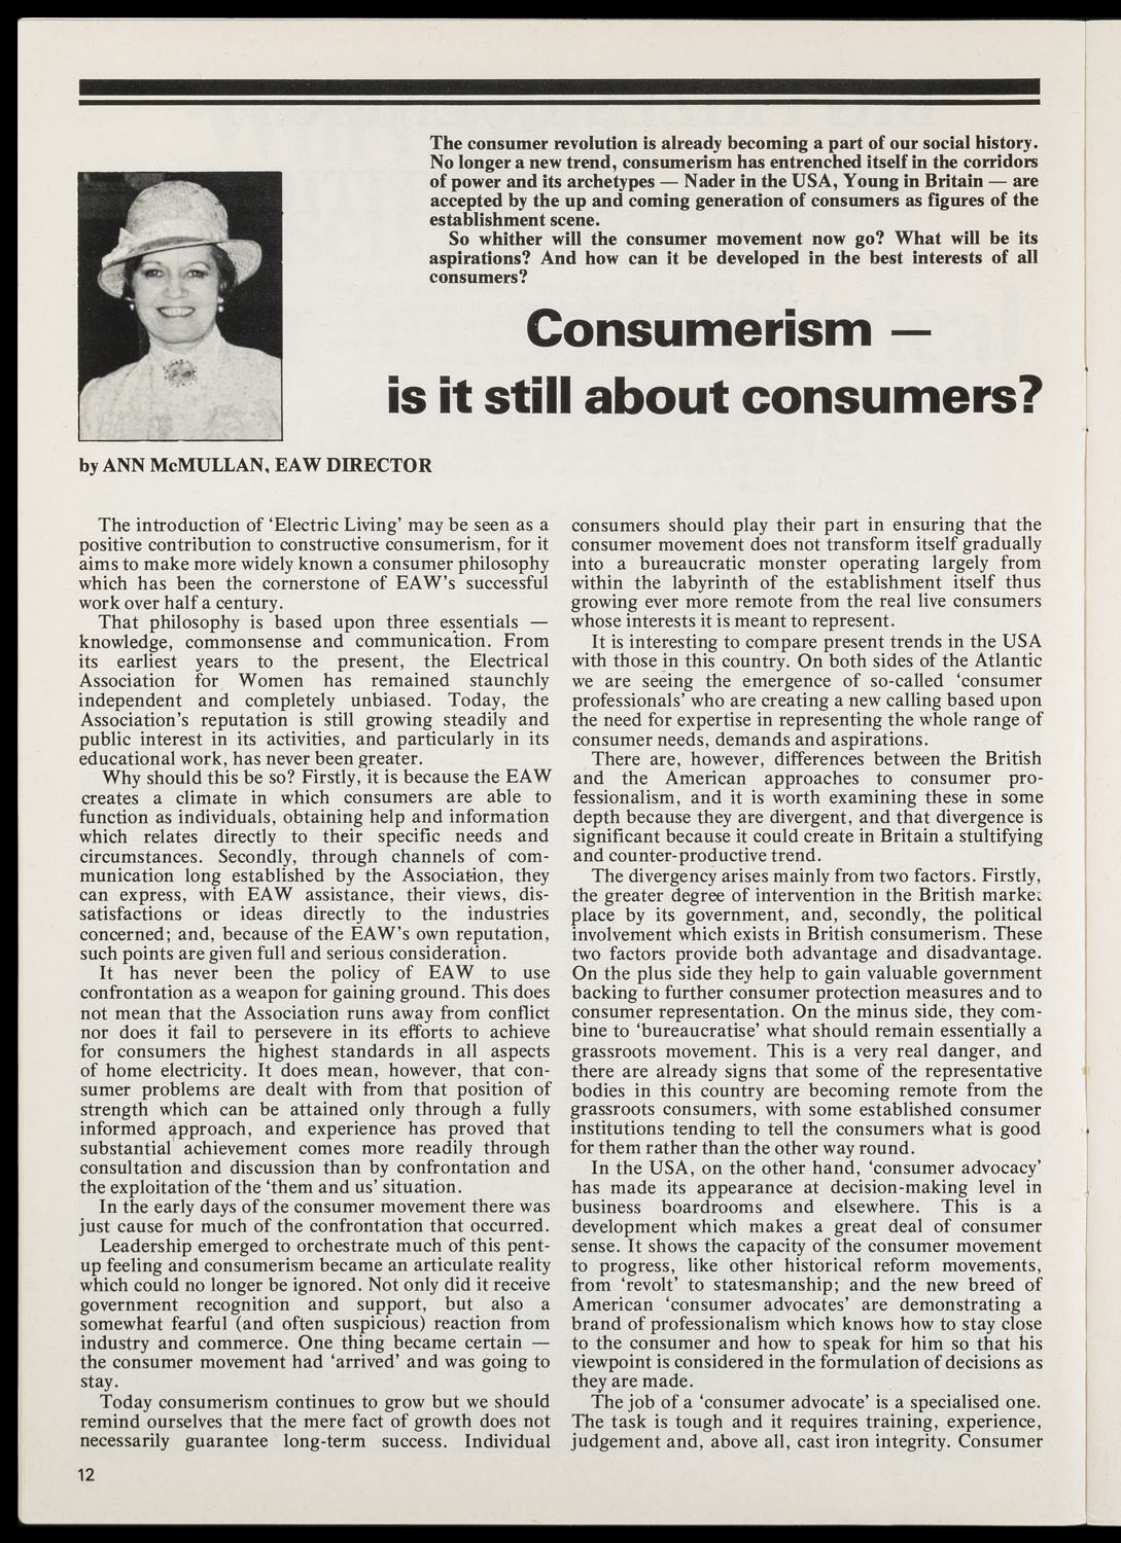 The consumer revolution is already becoming a part of our social history.
No longer a new trend, consumerism has entrenched itself in the corridors
of power and its archetypes — Nader in the USA, Young in Britain — are
accepted by the up and coming generation of consumers as figures of the
establishment scene.
So whither will the consumer movement now go? What will be its
aspirations? And how can it be developed in the best interests of all
consumers?
Consumerism —
is it still about consumers?
by ANN McMULLAN, EAW DIRECTOR
The introduction of ‘Electric Living’ may be seen as a
positive contribution to constructive consumerism, for it
aims to make more widely known a consumer philosophy
which has been the cornerstone of EAW’s successful
work over half a century.
That philosophy is based upon three essentials —
knowledge, commonsense and communication. From
its earliest years to the present, the Electrical
Association for Women has remained staunchly
independent and completely unbiased. Today, the
Association’s reputation is still growing steadily and
public interest in its activities, and particularly in its
educational work, has never been greater.
Why should this be so? Firstly, it is because the EAW
creates a climate in which consumers are able to
function as individuals, obtaining help and information
which relates directly to their specific needs and
circumstances. Secondly, through channels of com-
munication long established by the Association, they
can express, with EAW assistance, their views, dis-
satisfactions or ideas directly to the industries
concerned; and, because of the EAW’s own reputation,
such points are given full and serious consideration.
It has never been the policy of EAW to use
confrontation as a weapon for gaining ground. This does
not mean that the Association runs away from conflict
nor does it fail to persevere in its efforts to achieve
for consumers the highest standards in all aspects
of home electricity. It does mean, however, that con-
sumer problems are dealt with from that position of
strength which can be attained only through a fully
informed approach, and experience has proved that
substantial achievement comes more readily through
consultation and discussion than by confrontation and
the exploitation of the ‘them and us’ situation.
In the early days of the consumer movement there was
just cause for much of the confrontation that occurred.
Leadership emerged to orchestrate much of this pent-
up feeling and consumerism became an articulate reality
which could no longer be ignored. Not only did it receive
government recognition and support, but also a
somewhat fearful (and often suspicious) reaction from
industry and commerce. One thing became certain —
the consumer movement had ‘arrived’ and was going to
stay.
Today consumerism continues to grow but we should
remind ourselves that the mere fact of growth does not
necessarily guarantee long-term success. Individual
consumers should play their part in ensuring that the
consumer movement does not transform itself gradually
into a bureaucratic monster operating largely from
within the labyrinth of the establishment itself thus
growing ever more remote from the real live consumers
whose interests it is meant to represent.
It is interesting to compare present trends in the USA
with those in this country. On both sides of the Atlantic
we are seeing the emergence of so-called ‘consumer
professionals’ who are creating a new calling based upon
the need for expertise in representing the whole range of
consumer needs, demands and aspirations.
There are, however, differences between the British
and the American approaches to consumer pro-
fessionalism, and it is worth examining these in some
depth because they are divergent, and that divergence is
significant because it could create in Britain a stultifying
and counter-productive trend.
The divergency arises mainly from two factors. Firstly,
the greater degree of intervention in the British market
place by its government, and, secondly, the political
involvement which exists in British consumerism. These
two factors provide both advantage and disadvantage.
On the plus side they help to gain valuable government
backing to further consumer protection measures and to
consumer representation. On the minus side, they com-
bine to ‘bureaucratise’ what should remain essentially a
grassroots movement. This is a very real danger, and
there are already signs that some of the representative
bodies in this country are becoming remote from the
grassroots consumers, with some established consumer
institutions tending to tell the consumers what is good
for them rather than the other way round.
In the USA, on the other hand, ‘consumer advocacy’
has made its appearance at decision-making level in
business boardrooms and elsewhere. This is a
development which makes a great deal of consumer
sense. It shows the capacity of the consumer movement
to progress, like other historical reform movements,
from ‘revolt’ to statesmanship; and the new breed of
American ‘consumer advocates’ are demonstrating a
brand of professionalism which knows how to stay close
to the consumer and how to speak for him so that his
viewpoint is considered in the formulation of decisions as
they are made.
The job of a ‘consumer advocate’ is a specialised one.
The task is tough and it requires training, experience,
judgement and, above all, cast iron integrity. Consumer
12